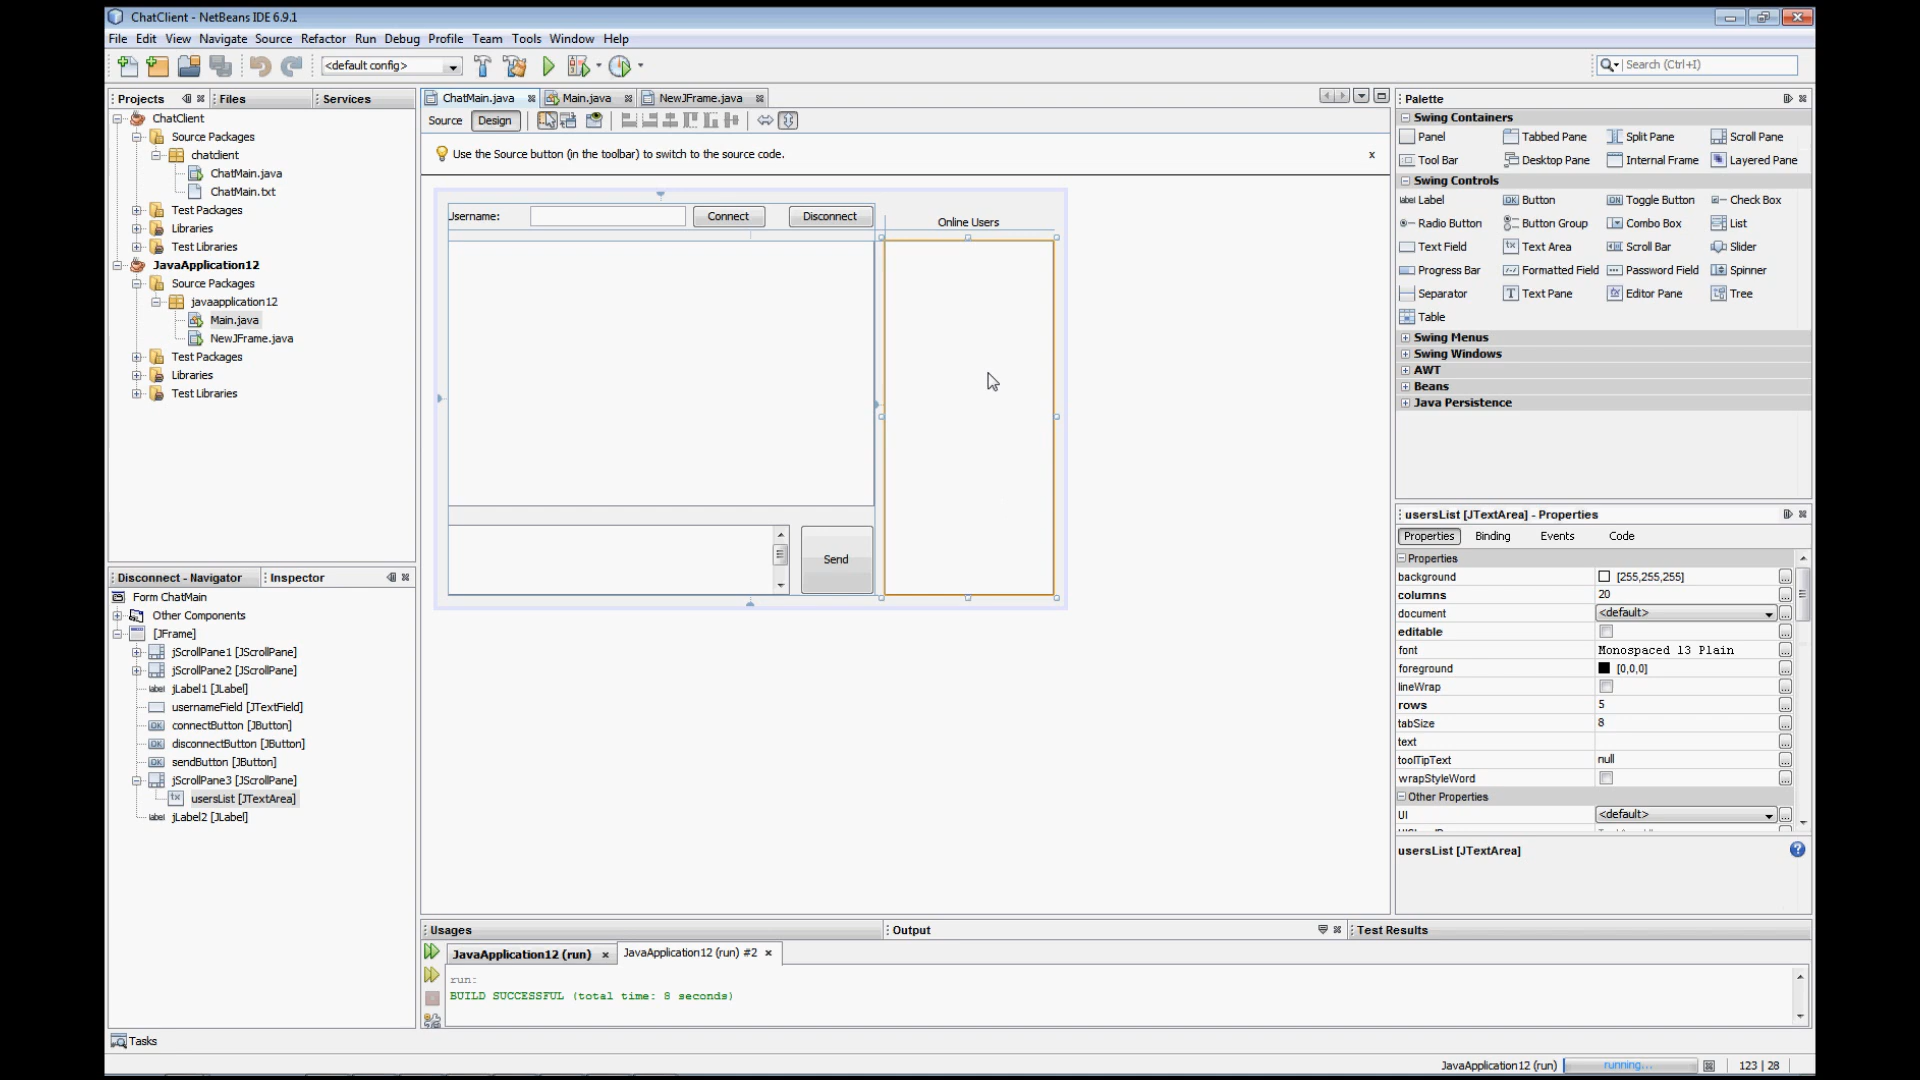 ChatClient - NetBeans IDE 6.9.1
File Edit View Navigate Source Refactor Run Debug Profile Team Tools Window Help
<default config>
Search (Ctrl+I)
Projects Files Services
ChatClient
Source Packages
chatclient
ChatMain.java
ChatMain.txt
Test Packages
Libraries
Test Libraries
JavaApplication12
Source Packages
javaapplication12
Main.java
NewJFrame.java
Test Packages
Libraries
Test Libraries
Disconnect - Navigator Inspector
Form ChatMain
Other Components
[JFrame]
jScrollPane1 [JScrollPane]
jScrollPane2 [JScrollPane]
label jLabel1 [JLabel]
usernameField [JTextField]
OK connectButton [JButton]
OK disconnectButton [JButton]
OK sendButton [JButton]
jScrollPane3 [JScrollPane]
usersList [JTextArea]
label jLabel2 [JLabel]
ChatMain.java Main.java NewJFrame.java
Source Design
Use the Source button (in the toolbar) to switch to the source code. x
Username: Connect Disconnect
Online Users
Send
Palette
Swing Containers
Panel Tabbed Pane Split Pane Scroll Pane
Tool Bar Desktop Pane Internal Frame Layered Pane
Swing Controls
label Label OK Button ON Toggle Button Check Box
Radio Button Button Group Combo Box List
Text Field Text Area Scroll Bar Slider
Progress Bar Formatted Field Password Field Spinner
Separator Text Pane Editor Pane Tree
Table
Swing Menus
Swing Windows
AWT
Beans
Java Persistence
usersList [JTextArea] - Properties
Properties Binding Events Code
Properties
background [255,255,255]
columns 20
document <default>
editable
font Monospaced 13 Plain
foreground [0,0,0]
lineWrap
rows 5
tabSize 8
text
toolTipText null
wrapStyleWord
Other Properties
UI <default>
usersList [JTextArea]
Usages Output Test Results
JavaApplication12 (run) JavaApplication12 (run) #2
run:
BUILD SUCCESSFUL (total time: 8 seconds)
Tasks
JavaApplication12 (run) running... 123 | 28